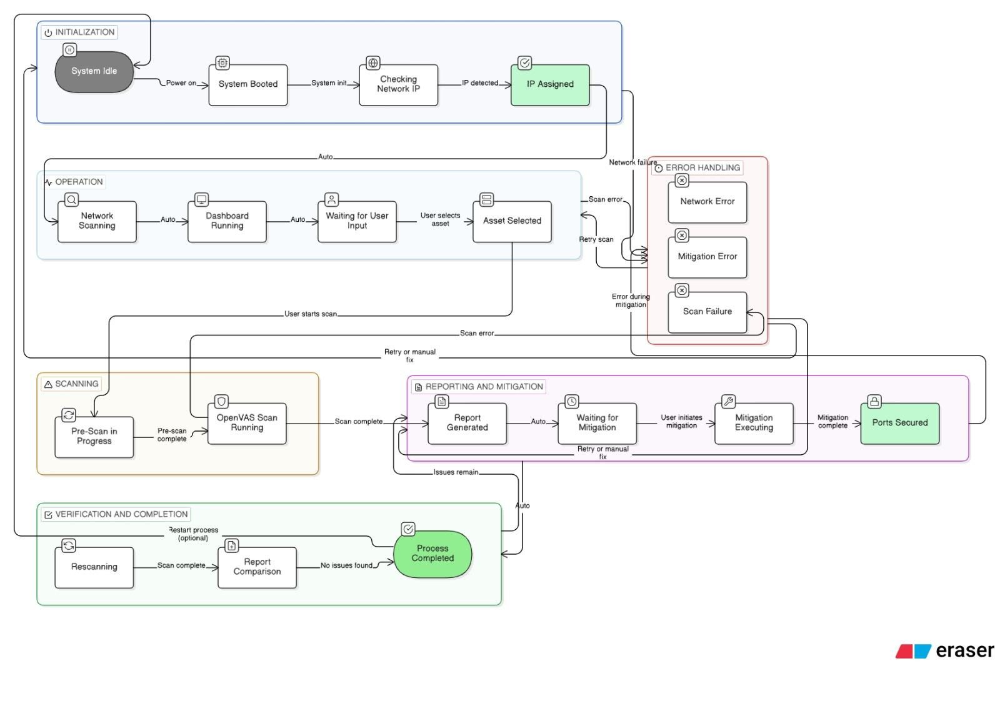 INITIALIZATION
System Idle
Power on
System Booted
System init
Checking
Network IP
IP detected
IP Assigned
Auto
Network failure
OPERATION
Network
Scanning
Auto
Dashboard
Running
Auto
Waiting for User
Input
User selects
asset
Asset Selected
Scan error
Retry scan
ERROR HANDLING
Network Error
Mitigation Error
Scan Failure
Error during
mitigation
User starts scan
Scan error
Retry or manual
fix
SCANNING
Pre-Scan in
Progress
Pre-scan
complete
OpenVAS Scan
Running
Scan complete
REPORTING AND MITIGATION
Report
Generated
Auto
Waiting for
Mitigation
User initiates
mitigation
Mitigation
Executing
Mitigation
complete
Ports Secured
Retry or manual
fix
Issues remain
Auto
VERIFICATION AND COMPLETION
Restart process
(optional)
Rescanning
Scan complete
Report
Comparison
No issues found
Process
Completed
eraser